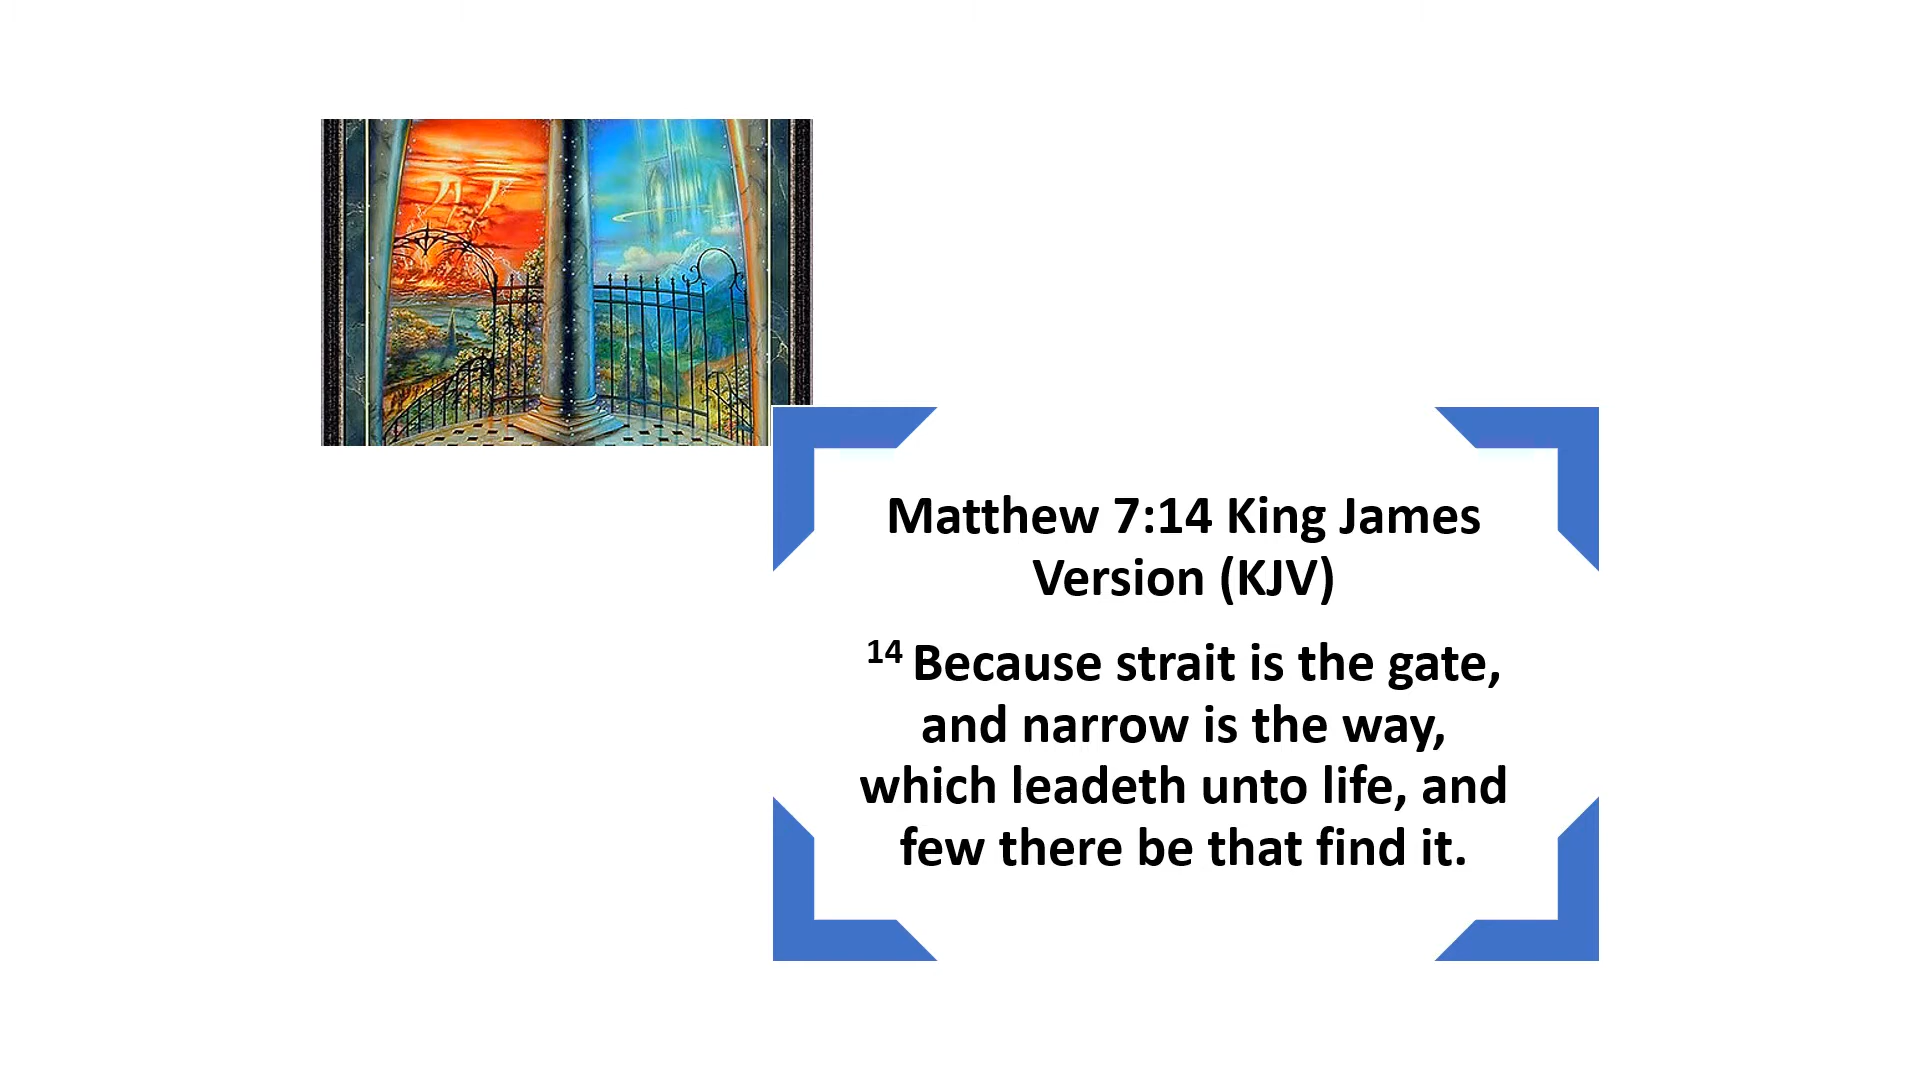 Matthew 7:14 King James
Version (KJV)
14 Because strait is the gate,
and narrow is the way,
which leadeth unto life, and
few there be that find it.